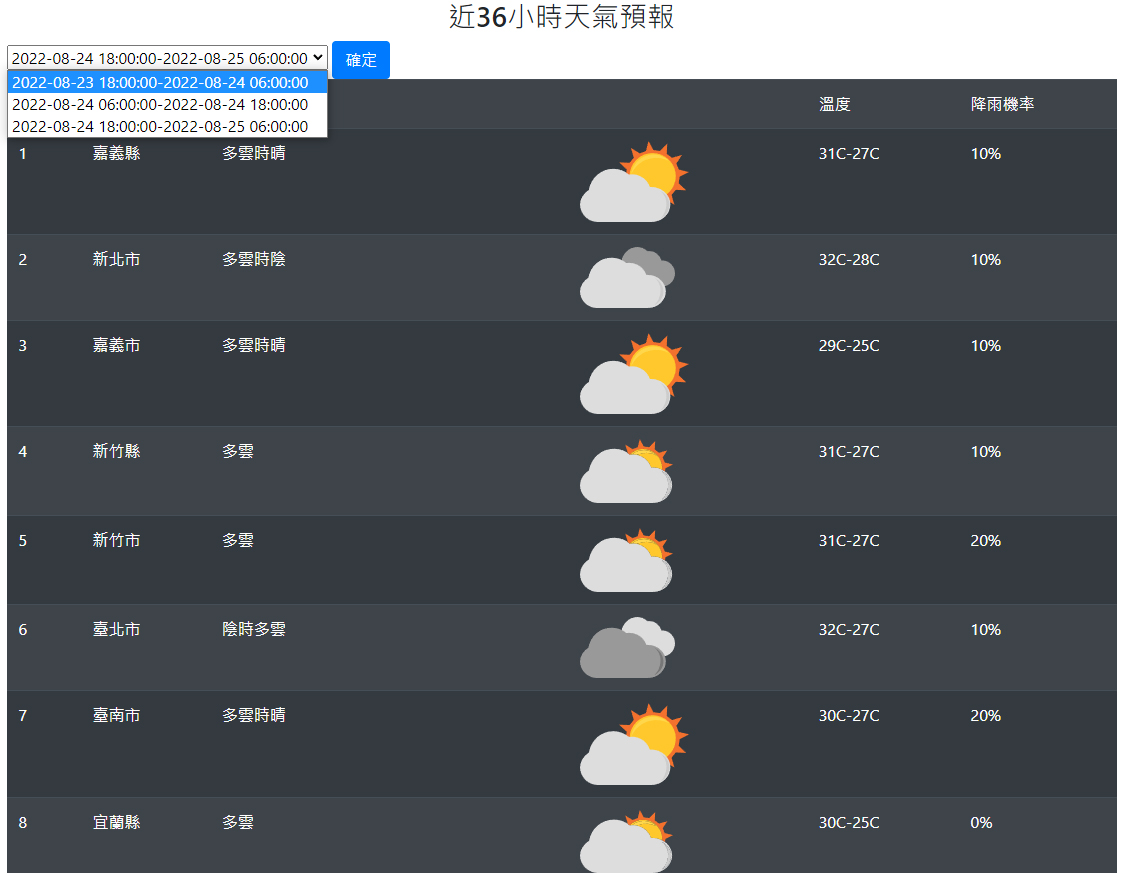 近36小時天氣預報
2022-08-24 18:00:00-2022-08-25 06:00:00 確定
2022-08-23 18:00:00-2022-08-24 06:00:00
2022-08-24 06:00:00-2022-08-24 18:00:00
2022-08-24 18:00:00-2022-08-25 06:00:00
溫度 降雨機率
1 嘉義縣 多雲時晴 31C-27C 10%
2 新北市 多雲時陰 32C-28C 10%
3 嘉義市 多雲時晴 29C-25C 10%
4 新竹縣 多雲 31C-27C 10%
5 新竹市 多雲 31C-27C 20%
6 臺北市 陰時多雲 32C-27C 10%
7 臺南市 多雲時晴 30C-27C 20%
8 宜蘭縣 多雲 30C-25C 0%